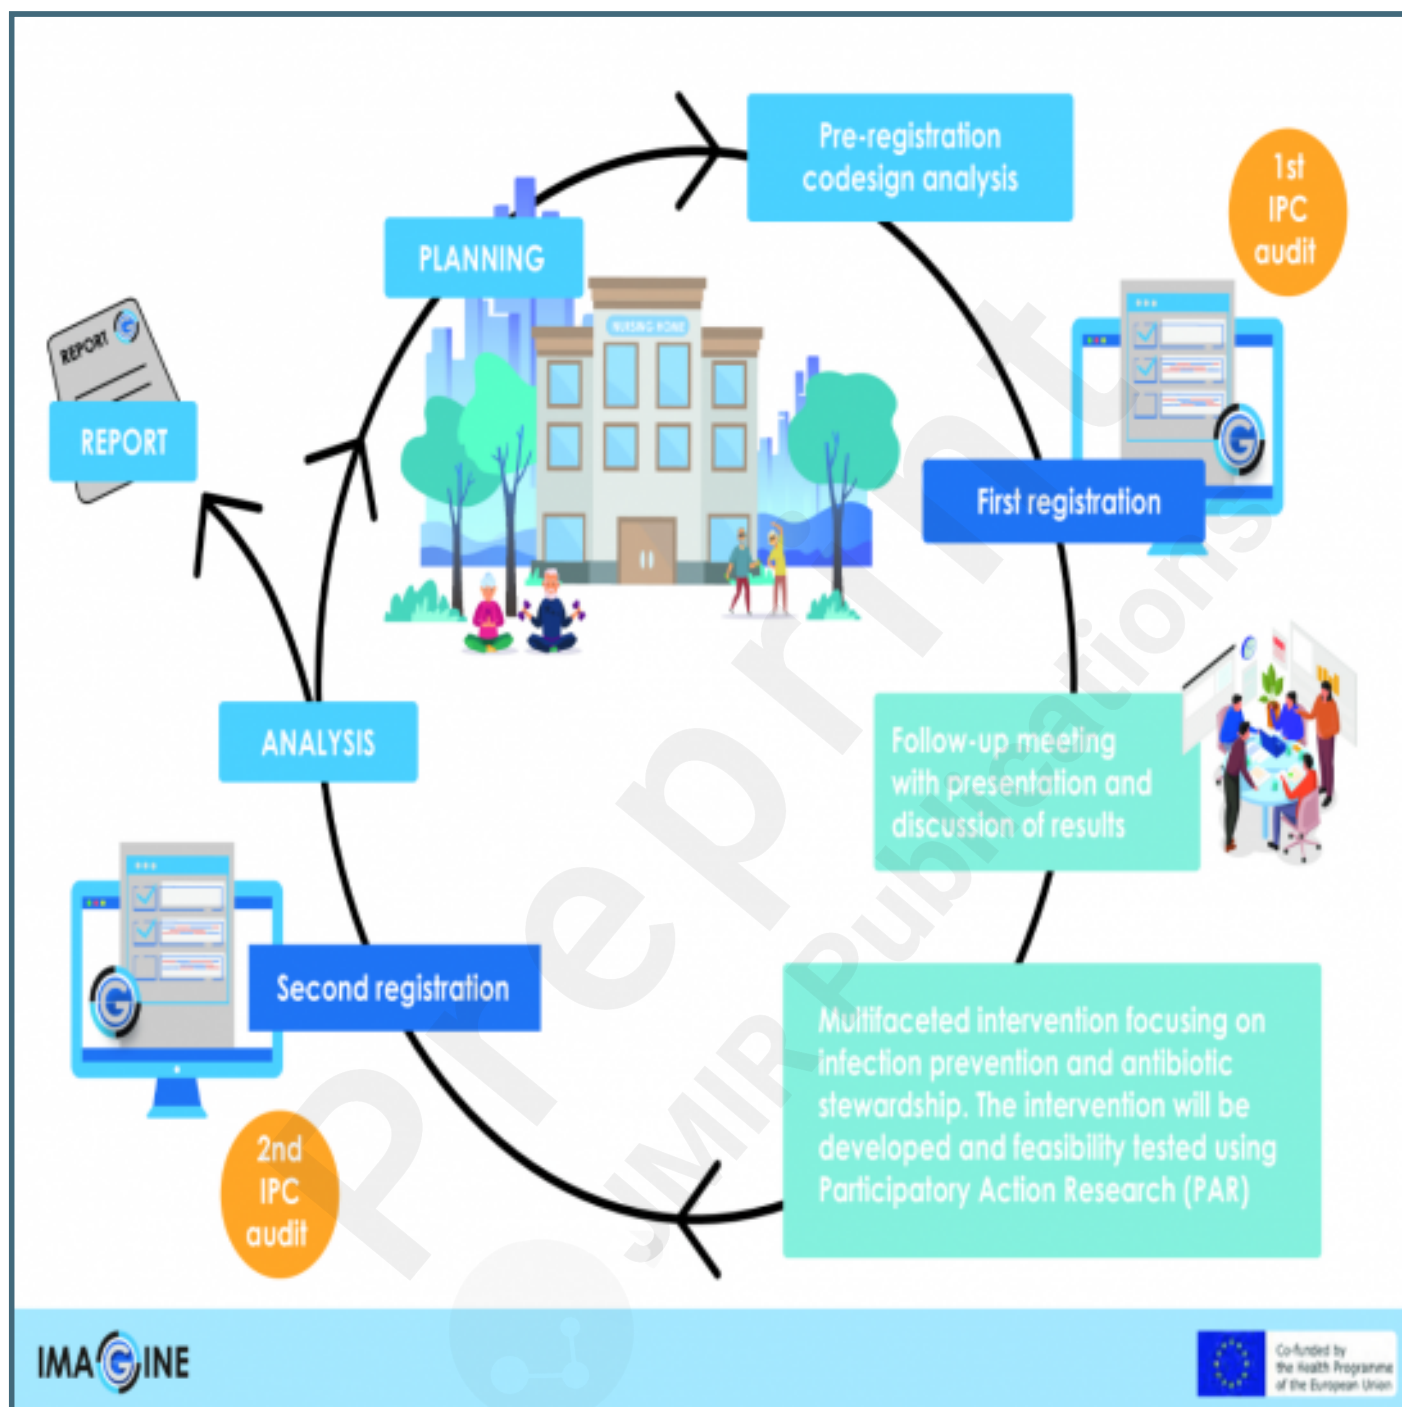 Pre-registration
codesign analysis
1st
IPC
audit
PLANNING
NURSING HOME
REPORT
REPORT
First registration
Follow-up meeting
with presentation and
discussion of results
ANALYSIS
Second registration
Multifaceted intervention focusing on
infection prevention and antibiotic
stewardship. The intervention will be
developed and feasibility tested using
Participatory Action Research (PAR)
2nd
IPC
audit
Preprint
JMIR Publications
IMAGINE
Co-funded by
the Health Programme
of the European Union